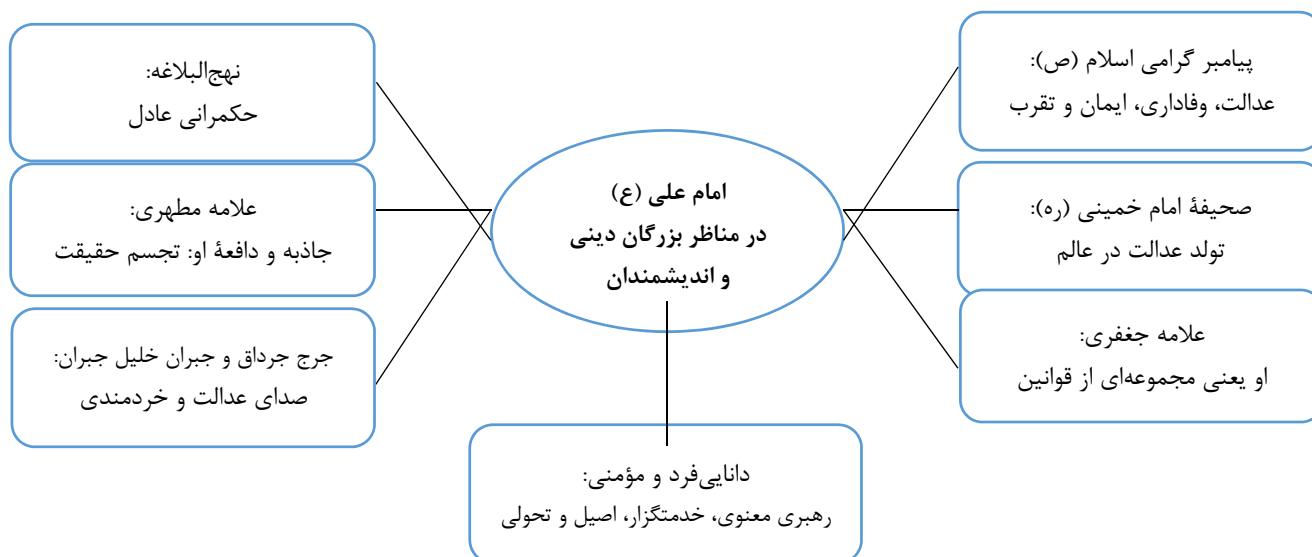 پیامبر گرامی اسلام (ص):
عدالت، وفاداری، ایمان و تقرب
صحیفۀ امام خمینی (ره):
تولد عدالت در عالم
علامه جغفری:
او یعنی مجموعه‌ای از قوانین
امام علی (ع)
در مناظر بزرگان دینی
و اندیشمندان
نهج‌البلاغه:
حکمرانی عادل
علامه مطهری:
جاذبه و دافعۀ او: تجسم حقیقت
جرج جرداق و جبران خلیل جبران:
صدای عدالت و خردمندی
دانایی‌فرد و مؤمنی:
رهبری معنوی، خدمتگزار، اصیل و تحولی